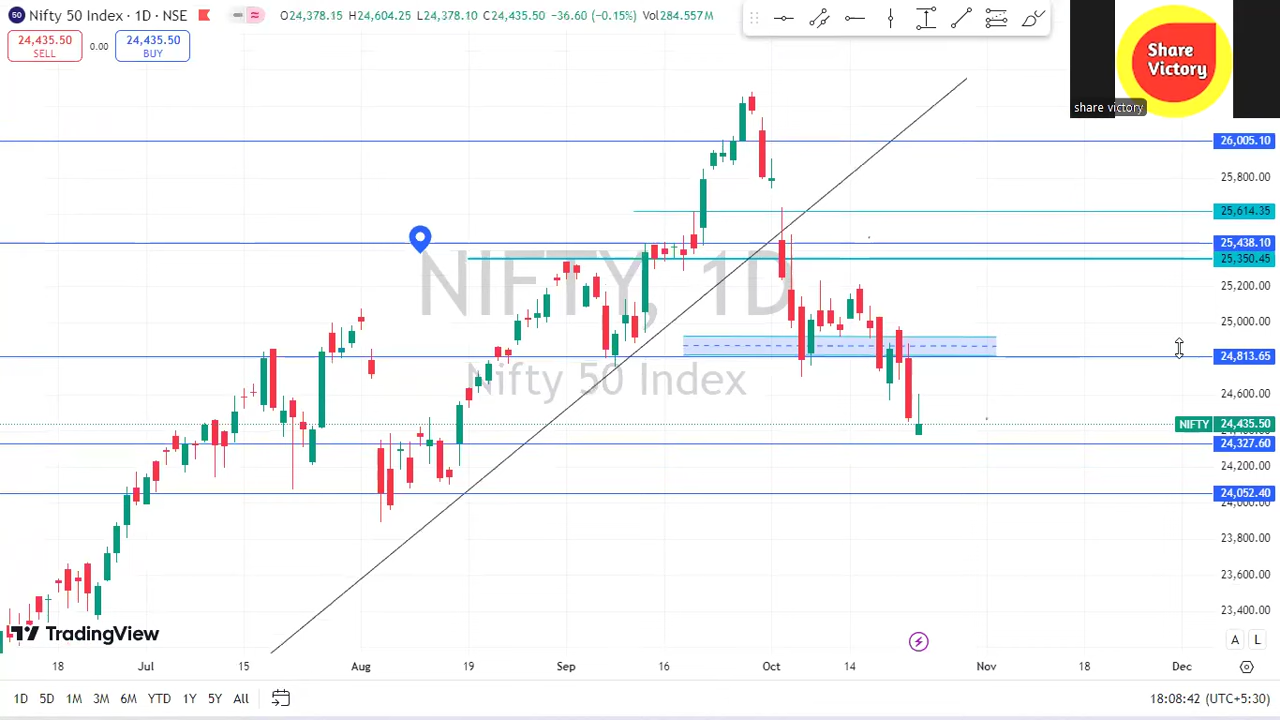 50 Nifty 50 Index · 1D · NSE O24,378.15 H24,604.25 L24,378.10 C24,435.50 −36.60 (−0.15%) Vol284.557M
24,435.50 SELL
0.00
24,435.50 BUY
Share
Victory
share victory
26,005.10
25,800.00
25,614.35
25,438.10
25,350.45
25,200.00
25,000.00
24,813.65
24,600.00
NIFTY 24,435.50
24,327.60
24,200.00
24,052.40
24,000.00
23,800.00
23,600.00
23,400.00
NIFTY, 1D
Nifty 50 Index
TradingView
A L
18 Jul 15 Aug 19 Sep 16 Oct 14 Nov 18 Dec
1D 5D 1M 3M 6M YTD 1Y 5Y All
18:08:42 (UTC+5:30)